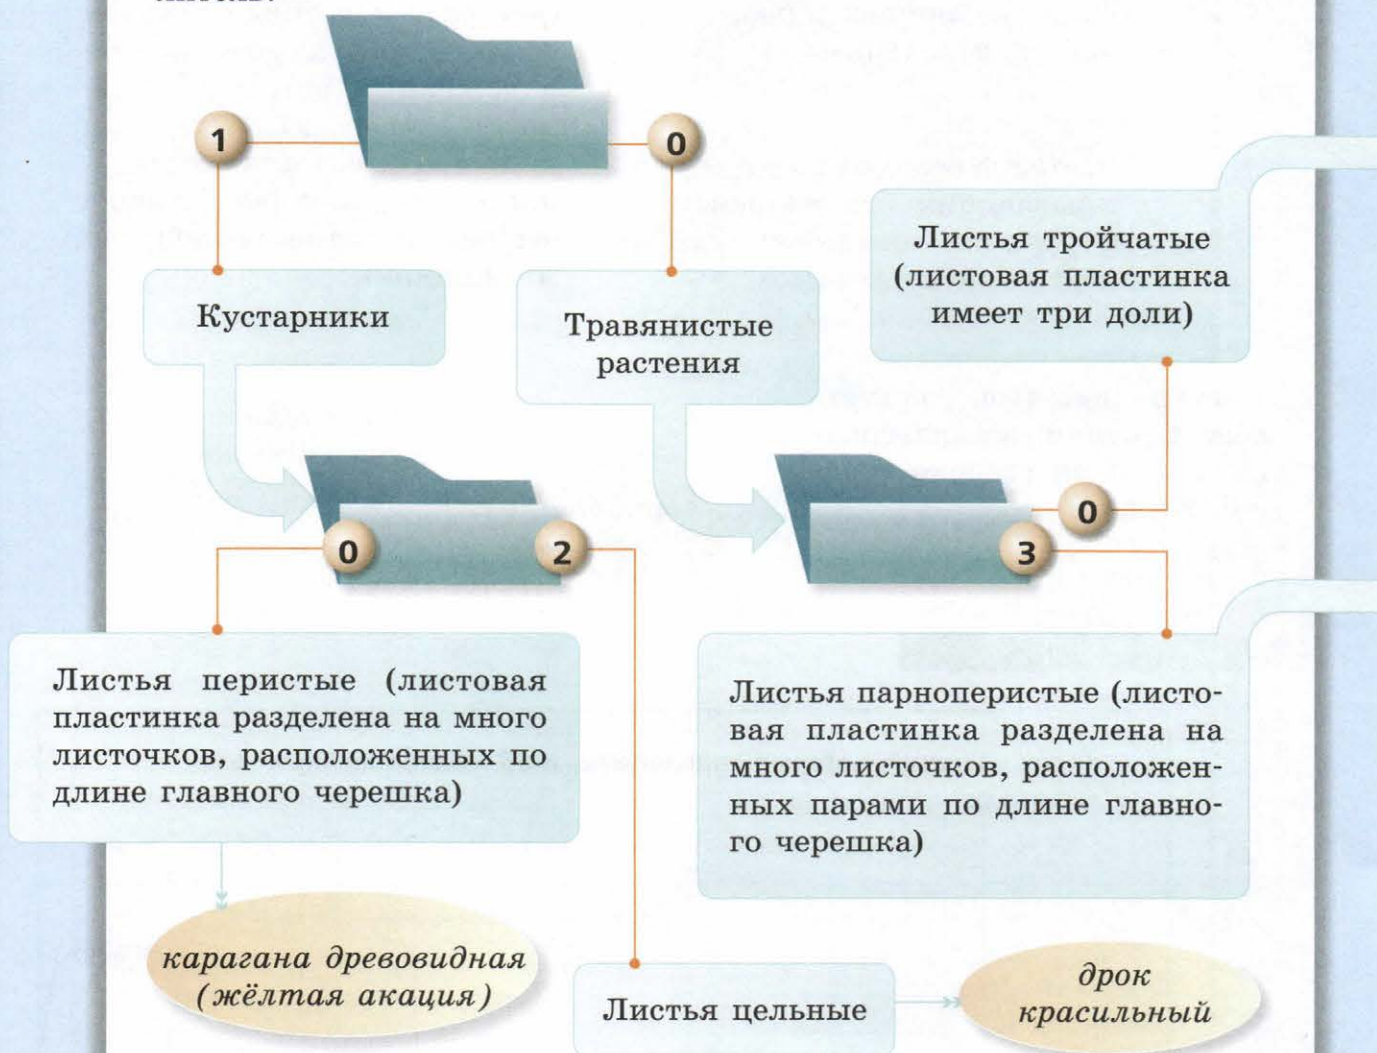 1
0
Кустарники
Травянистые
растения
Листья тройчатые
(листовая пластинка
имеет три доли)
0
2
0
3
Листья перистые (листовая
пластинка разделена на много
листочков, расположенных по
длине главного черешка)
Листья парноперистые (листо-
вая пластинка разделена на
много листочков, расположен-
ных парами по длине главно-
го черешка)
карагана древовидная
(жёлтая акация)
Листья цельные
дрок
красильный